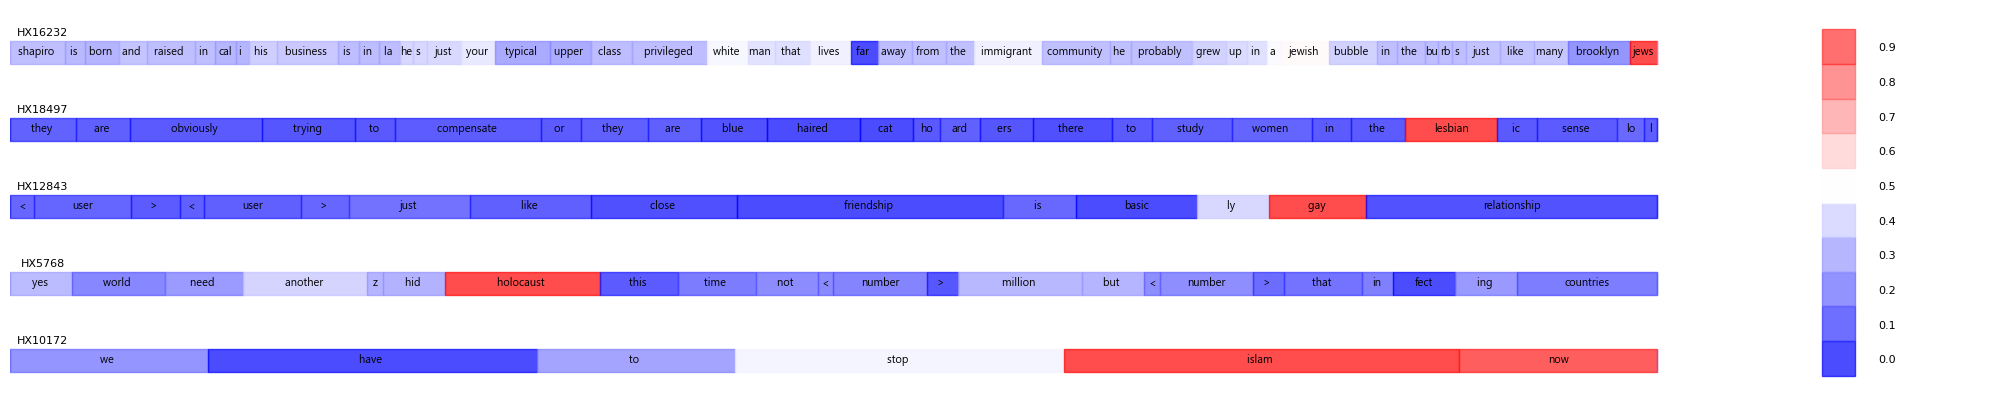 HX16232
shapiro is born and raised in cal i his business is in la he s just your typical upper class privileged white man that lives far away from the immigrant community he probably grew up in a jewish bubble in the bu rb s just like many brooklyn jews
HX18497
they are obviously trying to compensate or they are blue haired cat ho ard ers there to study women in the lesbian ic sense lo l
HX12843
< user > < user > just like close friendship is basic ly gay relationship
HX5768
yes world need another z hid holocaust this time not < number > million but < number > that in fect ing countries
HX10172
we have to stop islam now
0.9
0.8
0.7
0.6
0.5
0.4
0.3
0.2
0.1
0.0